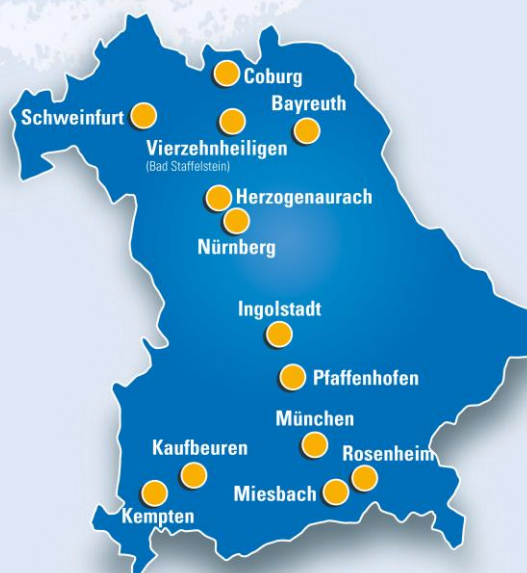 Coburg
Bayreuth
Schweinfurt
Vierzehnheiligen
(Bad Staffelstein)
Herzogenaurach
Nürnberg
Ingolstadt
Pfaffenhofen
München
Kaufbeuren
Rosenheim
Miesbach
Kempten